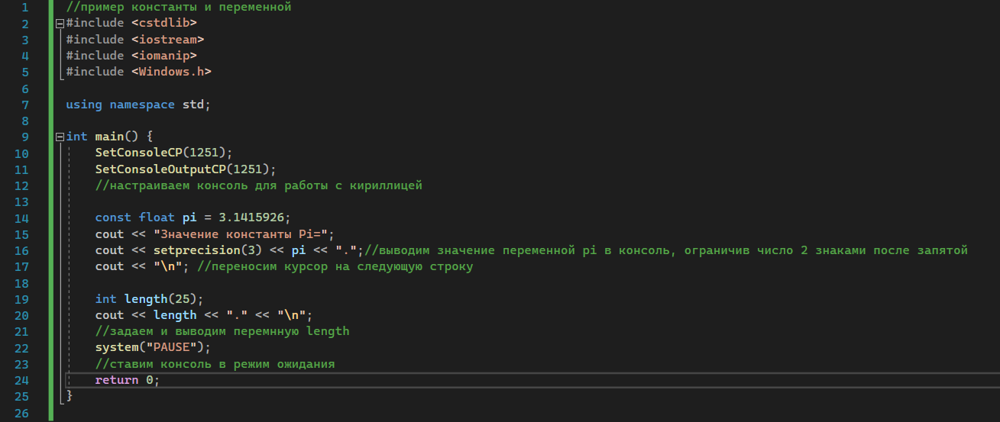 1 //пример константы и переменной
2 #include <cstdlib>
3 #include <iostream>
4 #include <iomanip>
5 #include <Windows.h>
6
7 using namespace std;
8
9 int main() {
10 SetConsoleCP(1251);
11 SetConsoleOutputCP(1251);
12 //настраиваем консоль для работы с кириллицей
13
14 const float pi = 3.1415926;
15 cout << "Значение константы Pi=";
16 cout << setprecision(3) << pi << ".";//выводим значение переменной pi в консоль, ограничив число 2 знаками после запятой
17 cout << "\n"; //переносим курсор на следующую строку
18
19 int length(25);
20 cout << length << "." << "\n";
21 //задаем и выводим перемнную length
22 system("PAUSE");
23 //ставим консоль в режим ожидания
24 return 0;
25 }
26